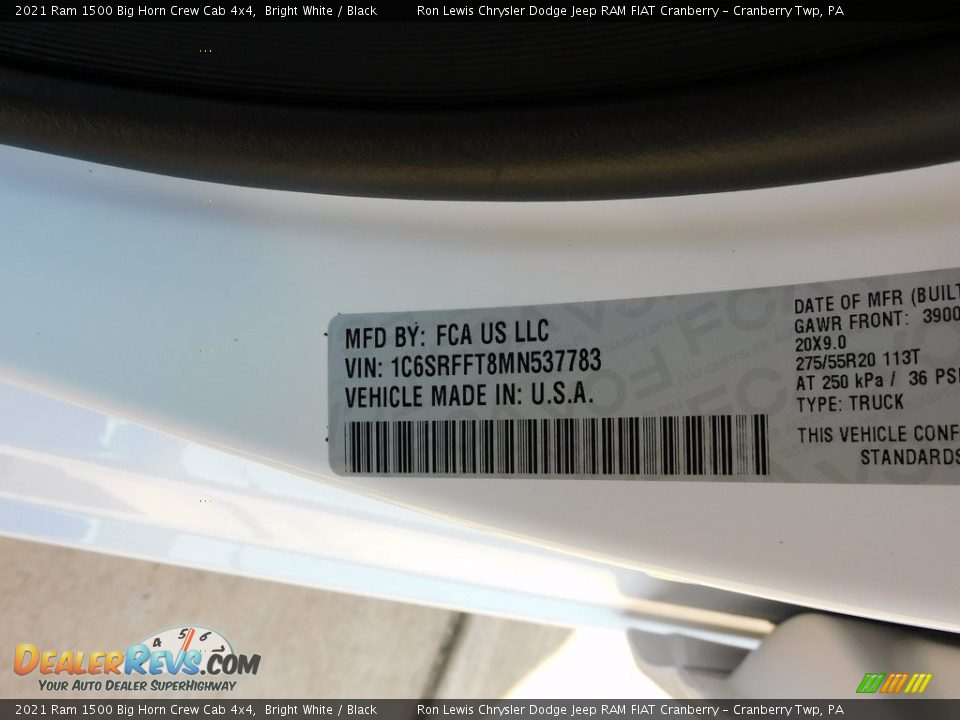 2021 Ram 1500 Big Horn Crew Cab 4x4, Bright White / Black Ron Lewis Chrysler Dodge Jeep RAM FIAT Cranberry - Cranberry Twp, PA
MFD BY: FCA US LLC
VIN: 1C6SRFFT8MN537783
VEHICLE MADE IN: U.S.A.
DATE OF MFR (BUILT
GAWR FRONT: 3900
20X9.0
275/55R20 113T
AT 250 kPa / 36 PSI
TYPE: TRUCK
THIS VEHICLE CONF
STANDARDS
4 5 6
DEALERREVS.COM
YOUR AUTO DEALER SUPERHIGHWAY
2021 Ram 1500 Big Horn Crew Cab 4x4, Bright White / Black Ron Lewis Chrysler Dodge Jeep RAM FIAT Cranberry - Cranberry Twp, PA